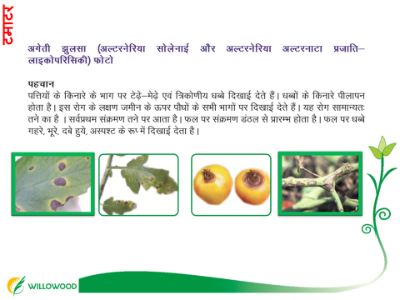 टमाटर
अगेती झुलसा (अल्टरनेरिया सोलेनाई और अल्टरनेरिया अल्टरनाटा प्रजाति–
लाइकोपरिसिकी) फोटो
पहचान
पत्तियों के किनारे के भाग पर टेढ़े–मेढ़े एवं त्रिकोणीय धब्बे दिखाई देते हैं। धब्बों के किनारे पीलापन
होता है। इस रोग के लक्षण जमीन के ऊपर पौधों के सभी भागों पर दिखाई देते हैं। यह रोग सामान्यतः
तने का है । सर्वप्रथम संक्रमण तने पर आता है। फल पर संक्रमण डंठल से प्रारम्भ होता है। फल पर धब्बे
गहरे, भूरे, दबे हुये, अस्पश्ट के रूप में दिखाई देता है।
WILLOWOOD